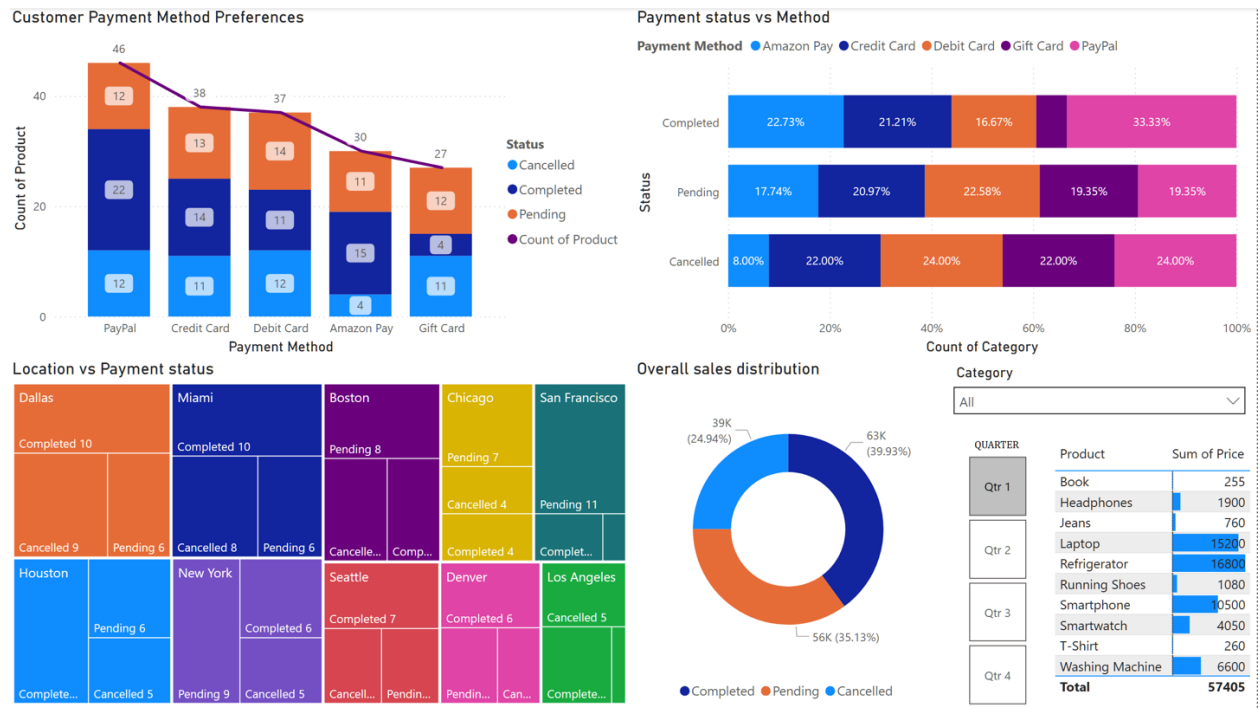 Customer Payment Method Preferences
46
38
37
30
27
40
20
0
Count of Product
12
22
12
13
14
11
14
11
12
11
15
4
12
4
11
PayPal
Credit Card
Debit Card
Amazon Pay
Gift Card
Payment Method
Status
Cancelled
Completed
Pending
Count of Product
Payment status vs Method
Payment Method Amazon Pay Credit Card Debit Card Gift Card PayPal
Status
Completed 22.73% 21.21% 16.67% 33.33%
Pending 17.74% 20.97% 22.58% 19.35% 19.35%
Cancelled 8.00% 22.00% 24.00% 22.00% 24.00%
0% 20% 40% 60% 80% 100%
Count of Category
Location vs Payment status
Dallas
Completed 10
Cancelled 9
Pending 6
Miami
Completed 10
Cancelled 8
Pending 6
Boston
Pending 8
Cancelle...
Comp...
Chicago
Pending 7
Cancelled 4
Completed 4
San Francisco
Pending 11
Complet...
Houston
Complete...
Pending 6
Cancelled 5
New York
Pending 9
Completed 6
Cancelled 5
Seattle
Completed 7
Cancell...
Pendin...
Denver
Completed 6
Pendin...
Can...
Los Angeles
Cancelled 5
Complete...
Overall sales distribution
39K
(24.94%)
63K
(39.93%)
56K (35.13%)
Completed Pending Cancelled
Category
All
QUARTER
Qtr 1
Qtr 2
Qtr 3
Qtr 4
Product Sum of Price
Book 255
Headphones 1900
Jeans 760
Laptop 15200
Refrigerator 16800
Running Shoes 1080
Smartphone 10500
Smartwatch 4050
T-Shirt 260
Washing Machine 6600
Total 57405